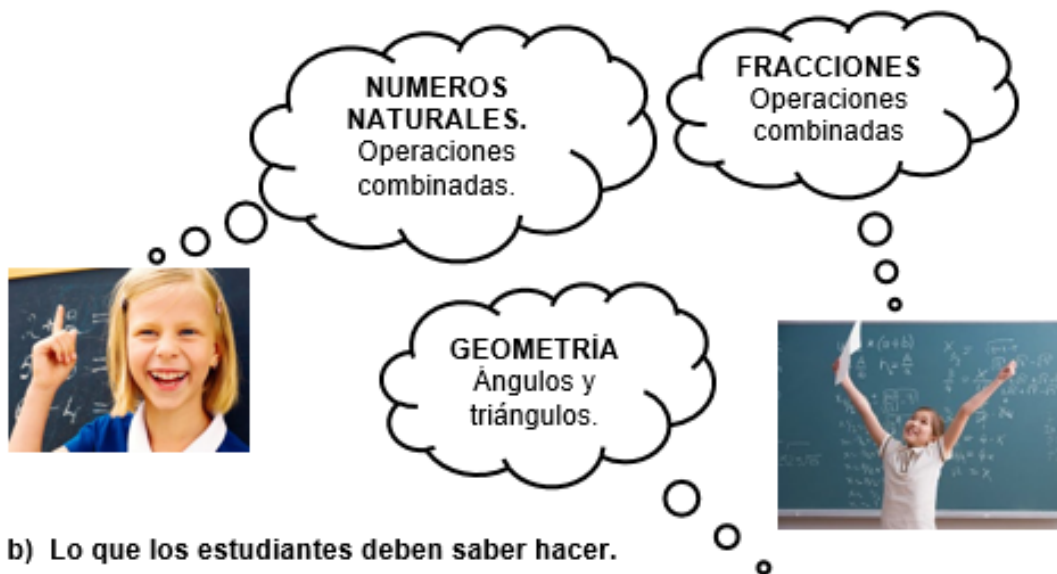 NUMEROS
NATURALES.
Operaciones
combinadas.
FRACCIONES
Operaciones
combinadas
GEOMETRÍA
Ángulos y
triángulos.
b) Lo que los estudiantes deben saber hacer.